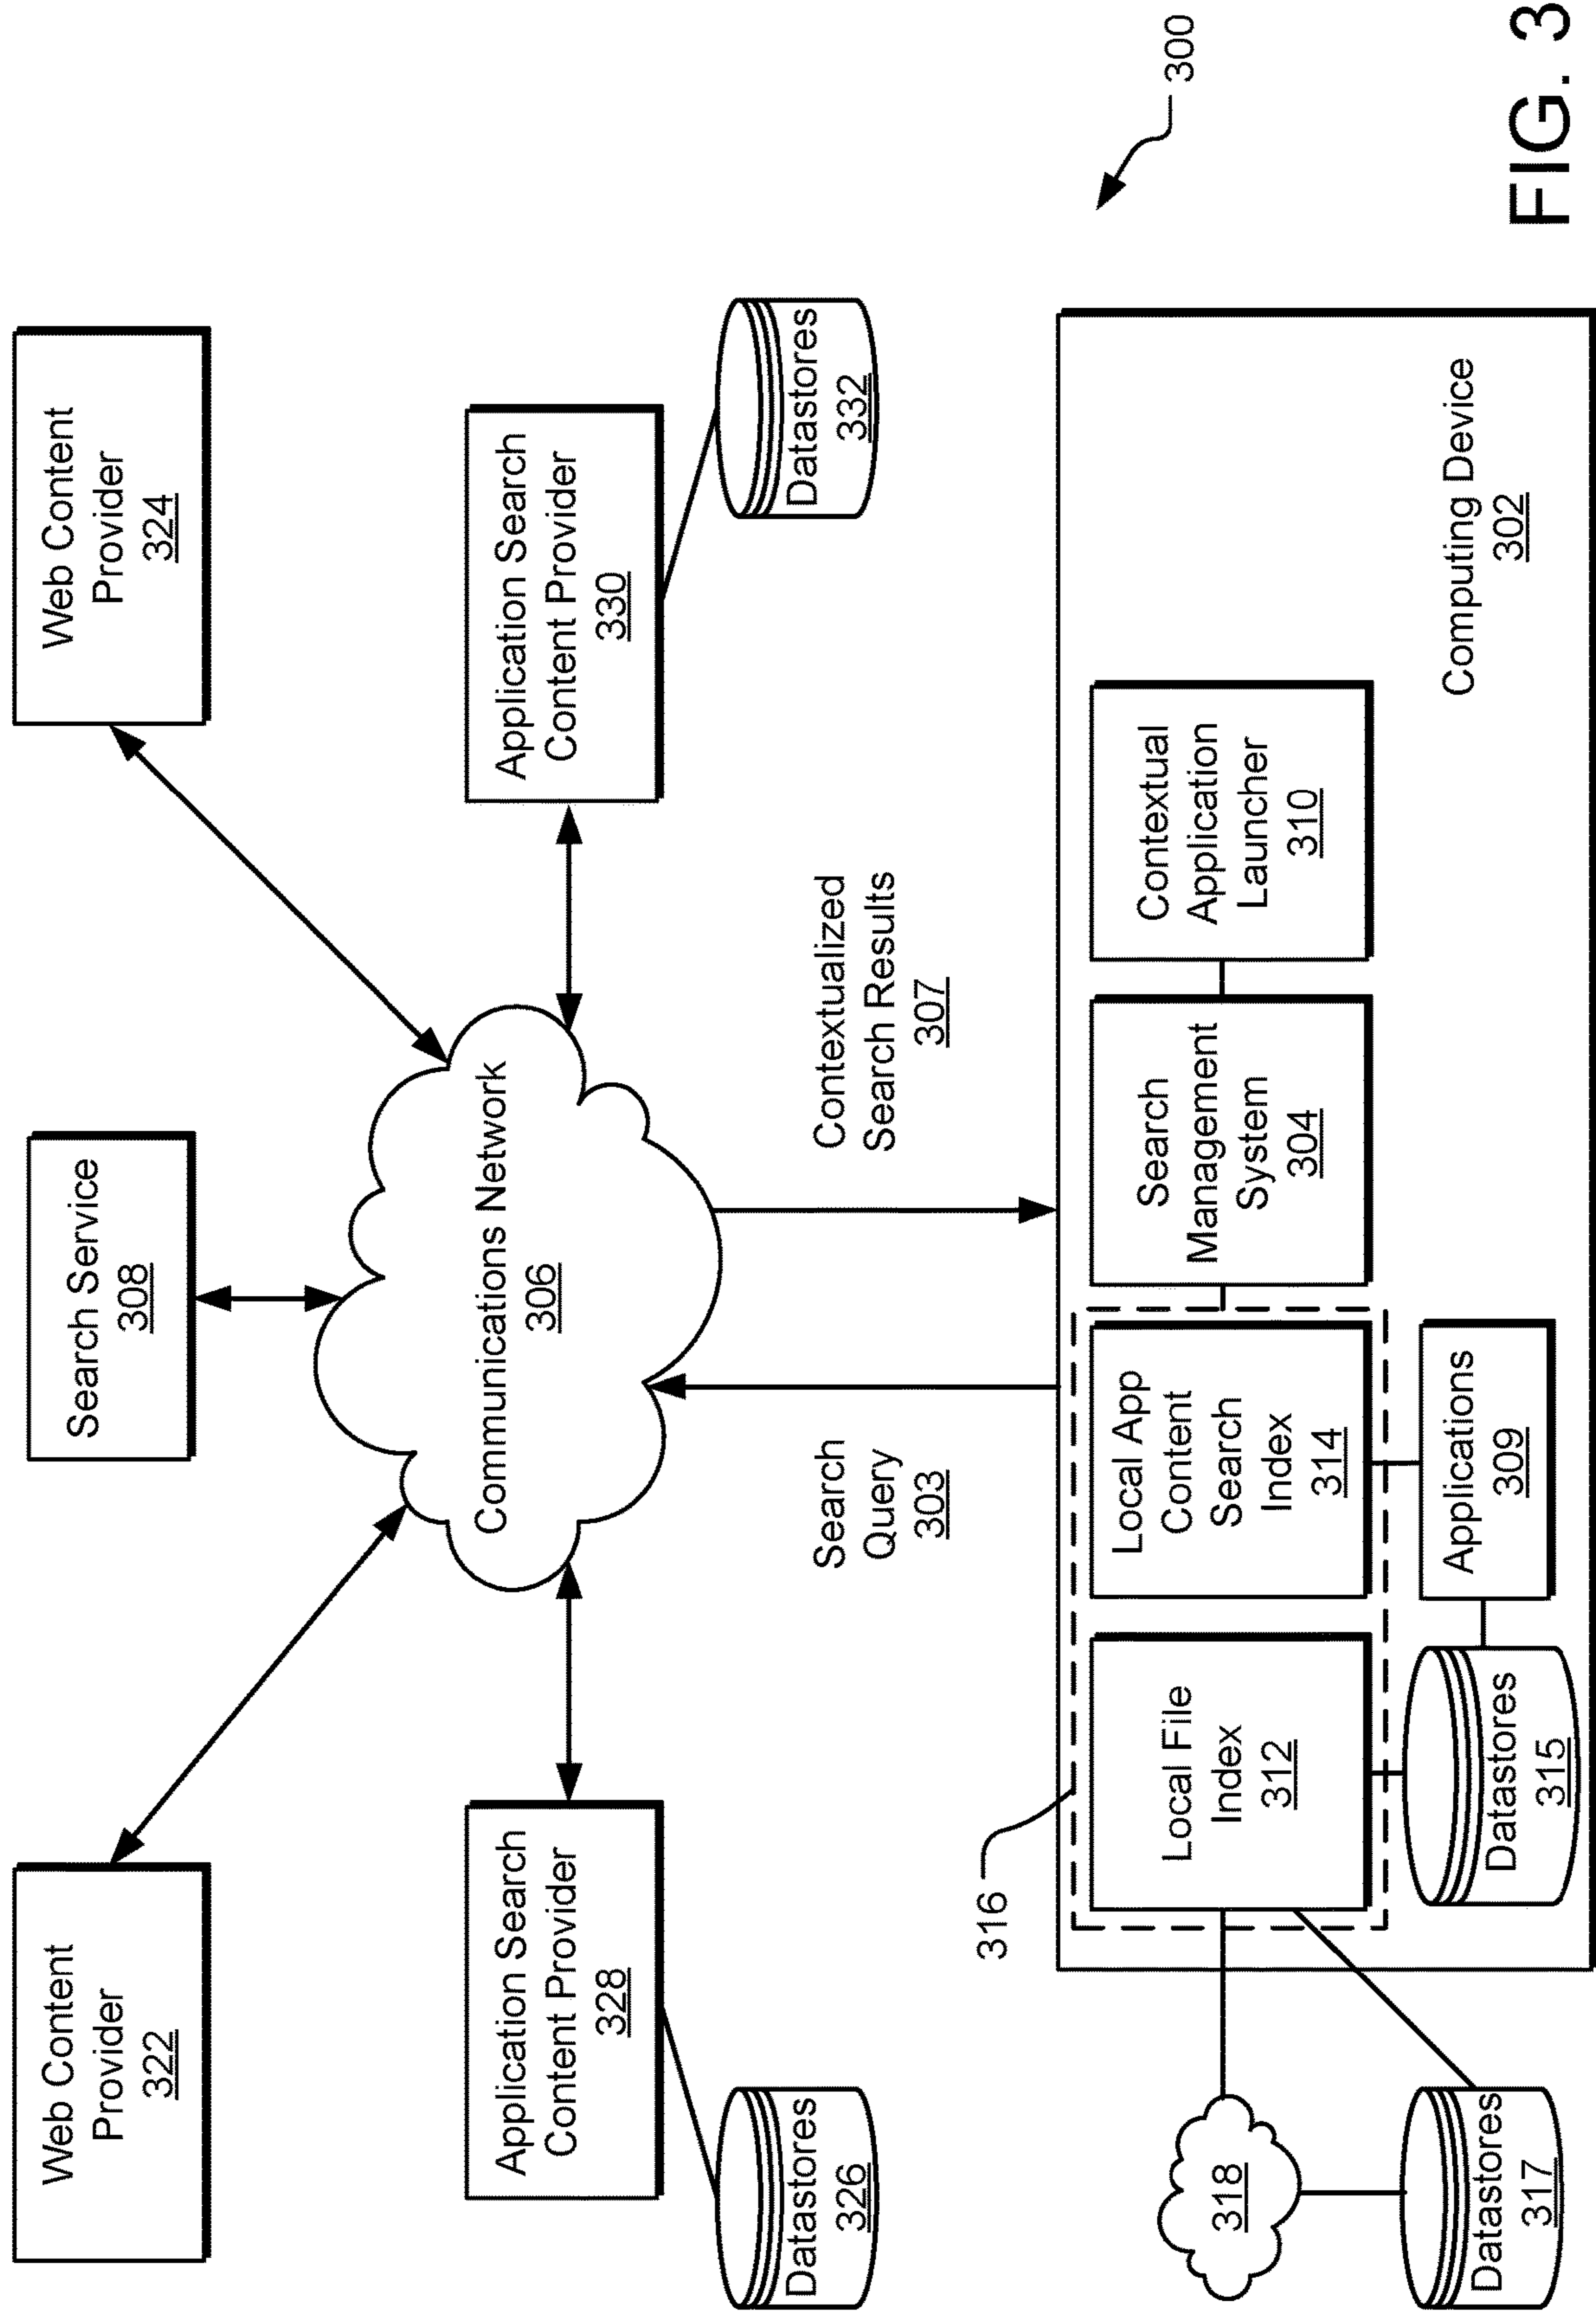 Web Content
Provider
322
Search Service
308
Web Content
Provider
324
Application Search
Content Provider
328
Datastores
326
Communications Network
306
Application Search
Content Provider
330
Datastores
332
Search
Query
303
Contextualized
Search Results
307
316
318
Datastores
317
Local File
Index
312
Local App
Content
Search
Index
314
Search
Management
System
304
Contextual
Application
Launcher
310
Datastores
315
Applications
309
Computing Device
302
300
FIG. 3